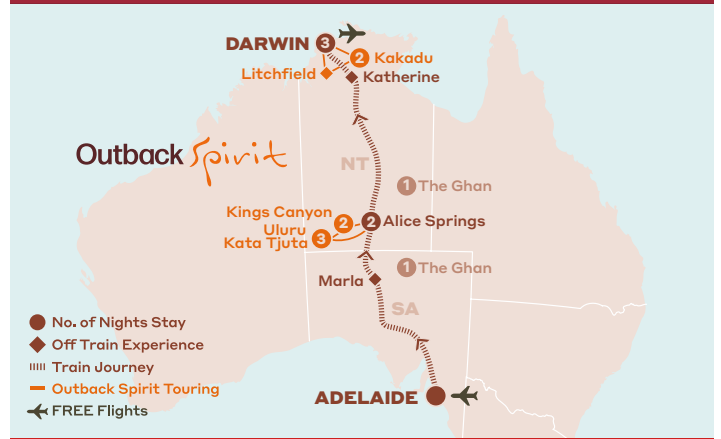 DARWIN
3
2
Kakadu
Litchfield
Katherine
Outback Spirit
NT
1 The Ghan
Kings Canyon
2
2 Alice Springs
Uluru
Kata Tjuta
3
1 The Ghan
Marla
SA
No. of Nights Stay
Off Train Experience
Train Journey
Outback Spirit Touring
FREE Flights
ADELAIDE